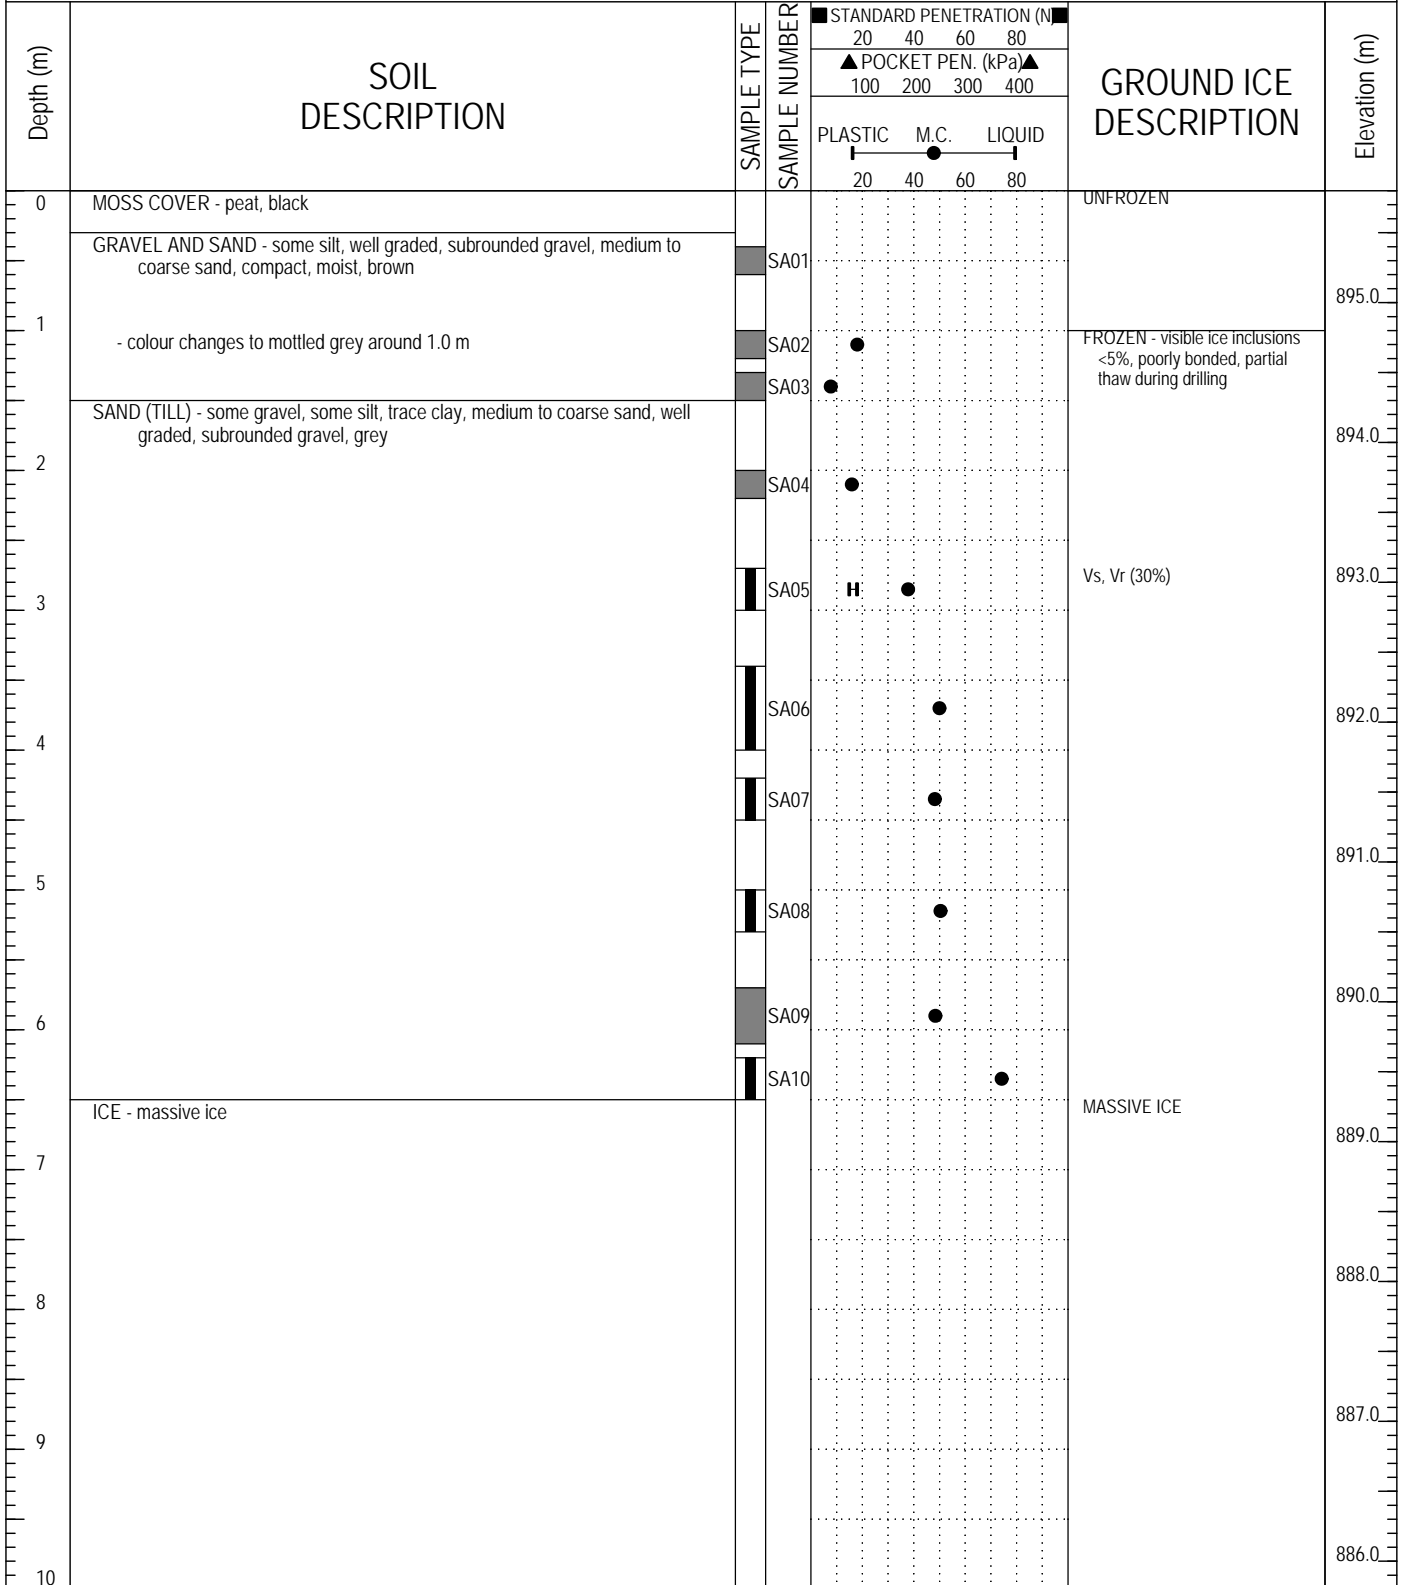 Depth (m)
SOIL
DESCRIPTION
SAMPLE TYPE
SAMPLE NUMBER
STANDARD PENETRATION (N)
20 40 60 80
POCKET PEN. (kPa)
100 200 300 400
PLASTIC M.C. LIQUID
20 40 60 80
GROUND ICE
DESCRIPTION
Elevation (m)
0 MOSS COVER - peat, black UNFROZEN
GRAVEL AND SAND - some silt, well graded, subrounded gravel, medium to
coarse sand, compact, moist, brown
SA01
895.0
1
- colour changes to mottled grey around 1.0 m
SA02
FROZEN - visible ice inclusions
<5%, poorly bonded, partial
thaw during drilling
SA03
SAND (TILL) - some gravel, some silt, trace clay, medium to coarse sand, well
graded, subrounded gravel, grey
894.0
2
SA04
Vs, Vr (30%)
893.0
SA05
3
SA06
892.0
4
SA07
891.0
5
SA08
890.0
SA09
6
SA10
ICE - massive ice
MASSIVE ICE
889.0
7
888.0
8
887.0
9
886.0
10